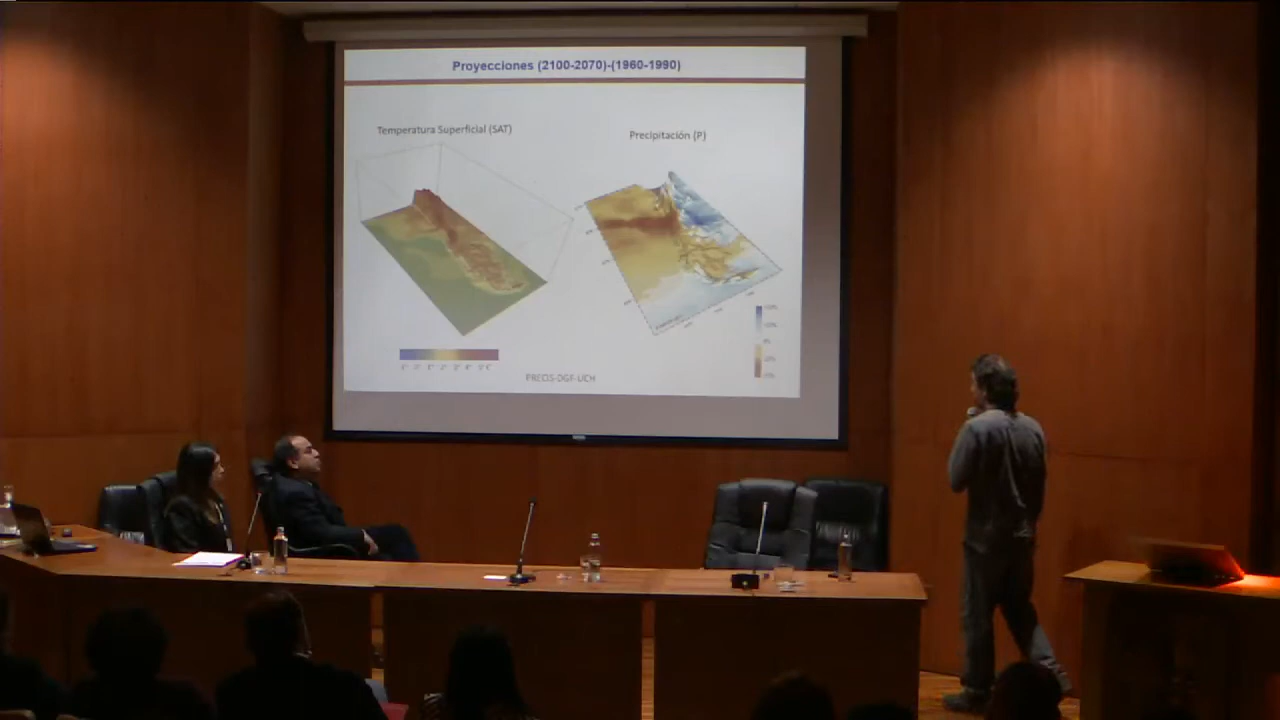 Proyecciones (2100-2070)-(1960-1990)
Temperatura Superficial (SAT)
Precipitación (P)
PRECIS-DGF-UCH